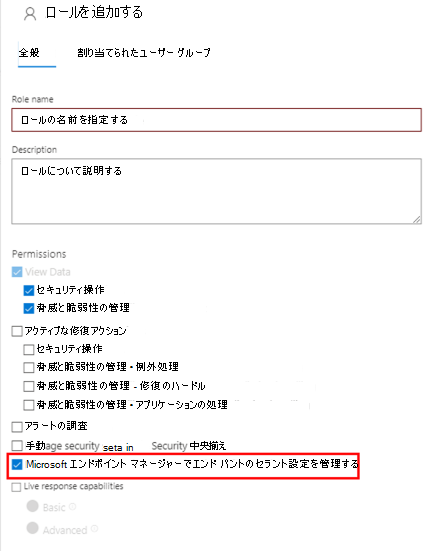 ロールを追加する
全般 割り当てられたユーザー グループ
Role name
ロールの名前を指定する
Description
ロールについて説明する
Permissions
View Data
セキュリティ操作
脅威と脆弱性の管理
アクティブな修復アクション
セキュリティ操作
脅威と脆弱性の管理・例外処理
脅威と脆弱性の管理 - 修復のハードル
脅威と脆弱性の管理・アプリケーションの処理
アラートの調査
手動age security seta in Security 中央揃え
Microsoft エンドポイント マネージャーでエンド パントのセラント設定を管理する
Live response capabilities
Basic
Advanced